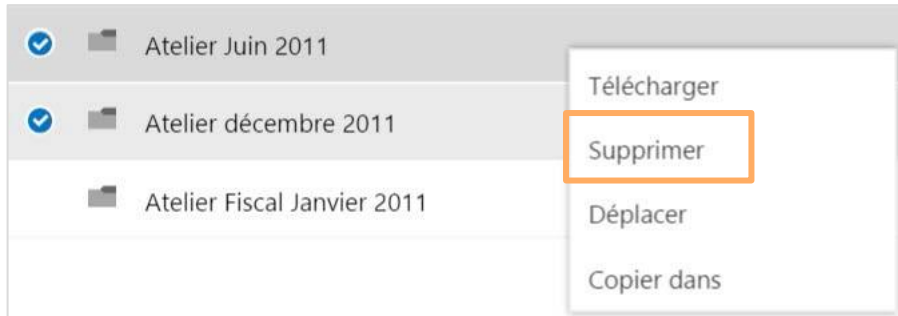 Atelier Juin 2011
Télécharger
Atelier décembre 2011
Supprimer
Atelier Fiscal Janvier 2011
Déplacer
Copier dans